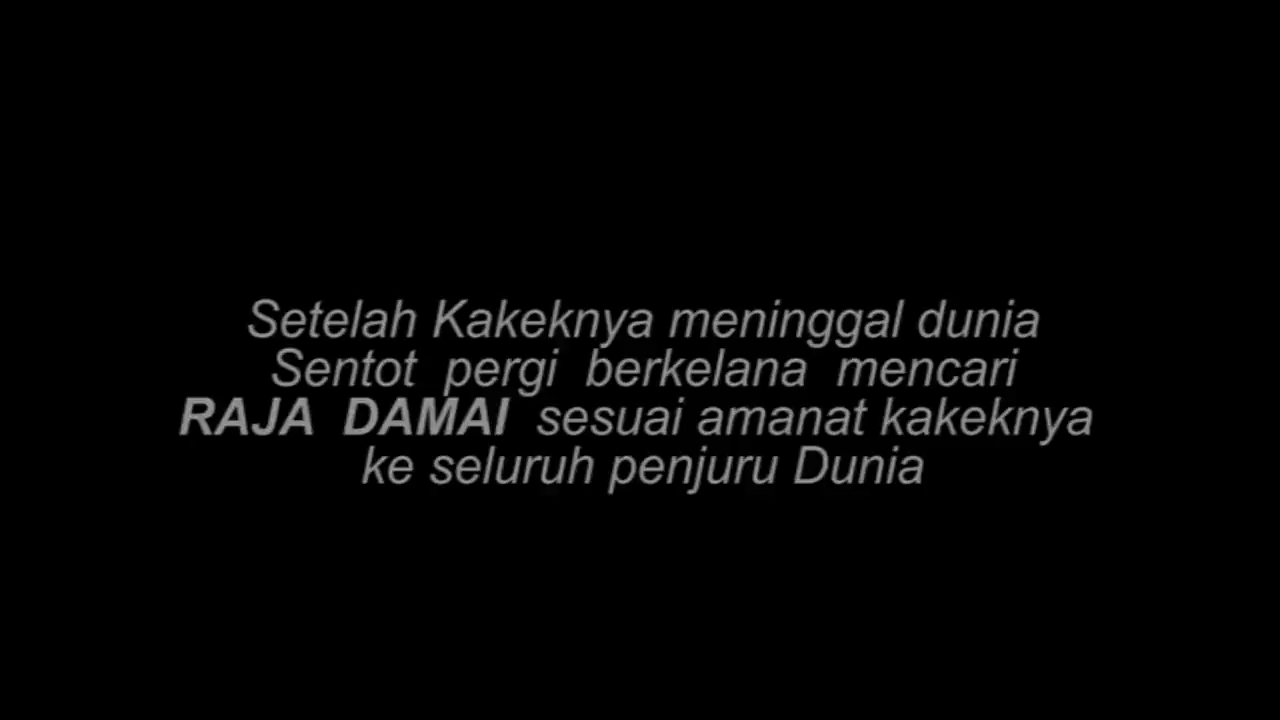 Setelah Kakeknya meninggal dunia
Sentot pergi berkelana mencari
RAJA DAMAI sesuai amanat kakeknya
ke seluruh penjuru Dunia